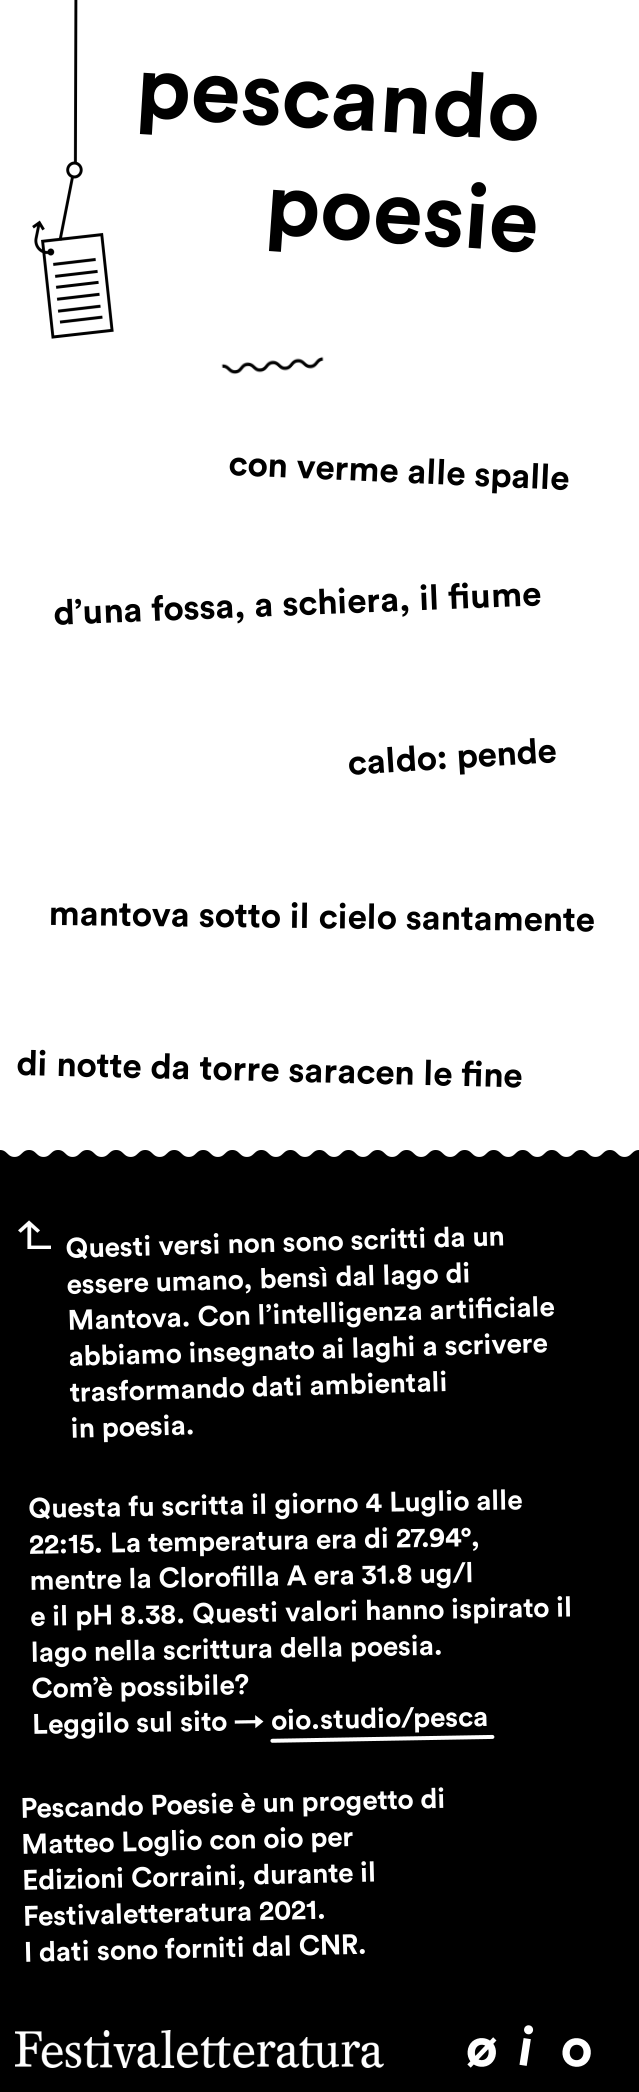 pescando
poesie
con verme alle spalle
d’una fossa, a schiera, il fiume
caldo: pende
mantova sotto il cielo santamente
di notte da torre saracen le fine
Questi versi non sono scritti da un
essere umano, bensì dal lago di
Mantova. Con l’intelligenza artificiale
abbiamo insegnato ai laghi a scrivere
trasformando dati ambientali
in poesia.
Questa fu scritta il giorno 4 Luglio alle
22:15. La temperatura era di 27.94°,
mentre la Clorofilla A era 31.8 ug/l
e il pH 8.38. Questi valori hanno ispirato il
lago nella scrittura della poesia.
Com’è possibile?
Leggilo sul sito → oio.studio/pesca
Pescando Poesie è un progetto di
Matteo Loglio con oio per
Edizioni Corraini, durante il
Festivaletteratura 2021.
I dati sono forniti dal CNR.
Festivaletteratura øio